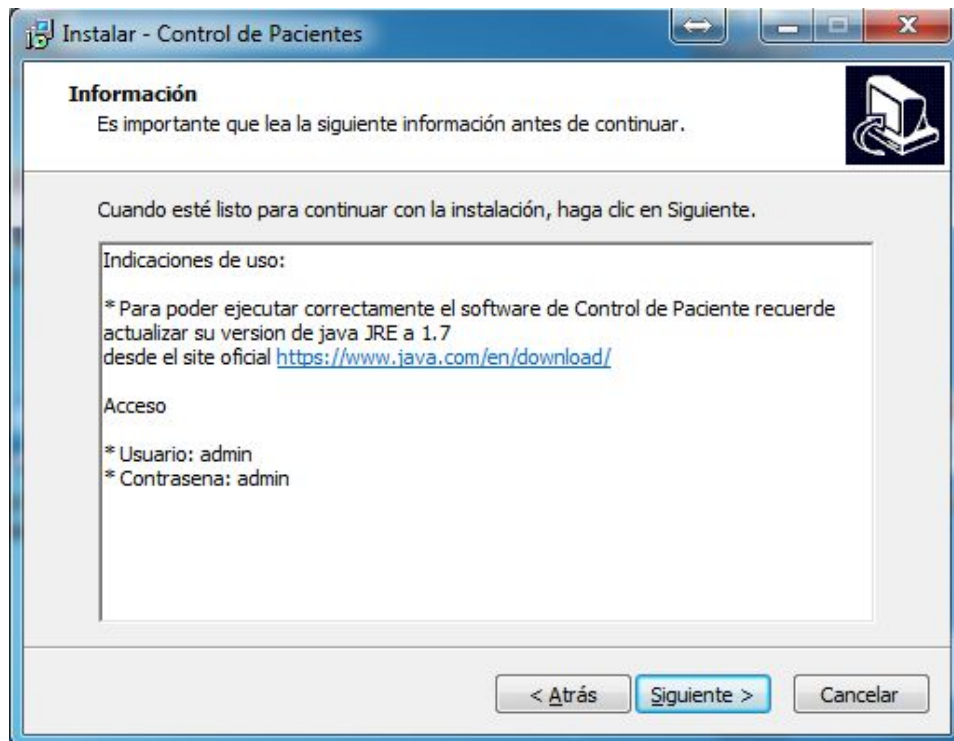 Instalar - Control de Pacientes
Información
Es importante que lea la siguiente información antes de continuar.
Cuando esté listo para continuar con la instalación, haga clic en Siguiente.
Indicaciones de uso:
* Para poder ejecutar correctamente el software de Control de Paciente recuerde
actualizar su version de java JRE a 1.7
desde el site oficial https://www.java.com/en/download/
Acceso
* Usuario: admin
* Contrasena: admin
< Atrás Siguiente > Cancelar